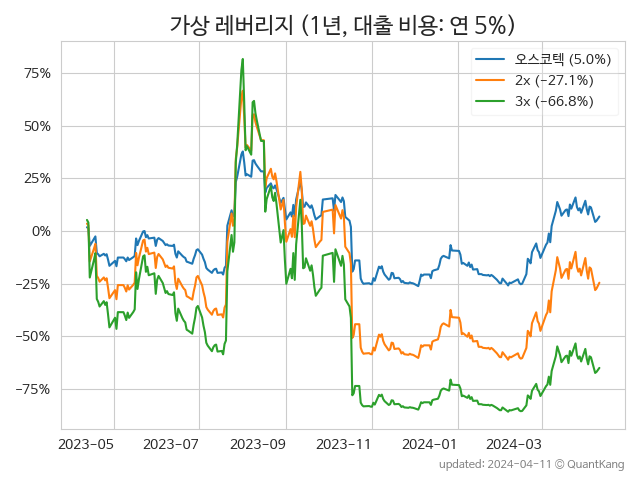 가상 레버리지 (1년, 대출 비용: 연 5%)
오스코텍 (5.0%)
2x (−27.1%)
3x (−66.8%)
75%
50%
25%
0%
−25%
−50%
−75%
2023-05 2023-07 2023-09 2023-11 2024-01 2024-03
updated: 2024-04-11 © QuantKang